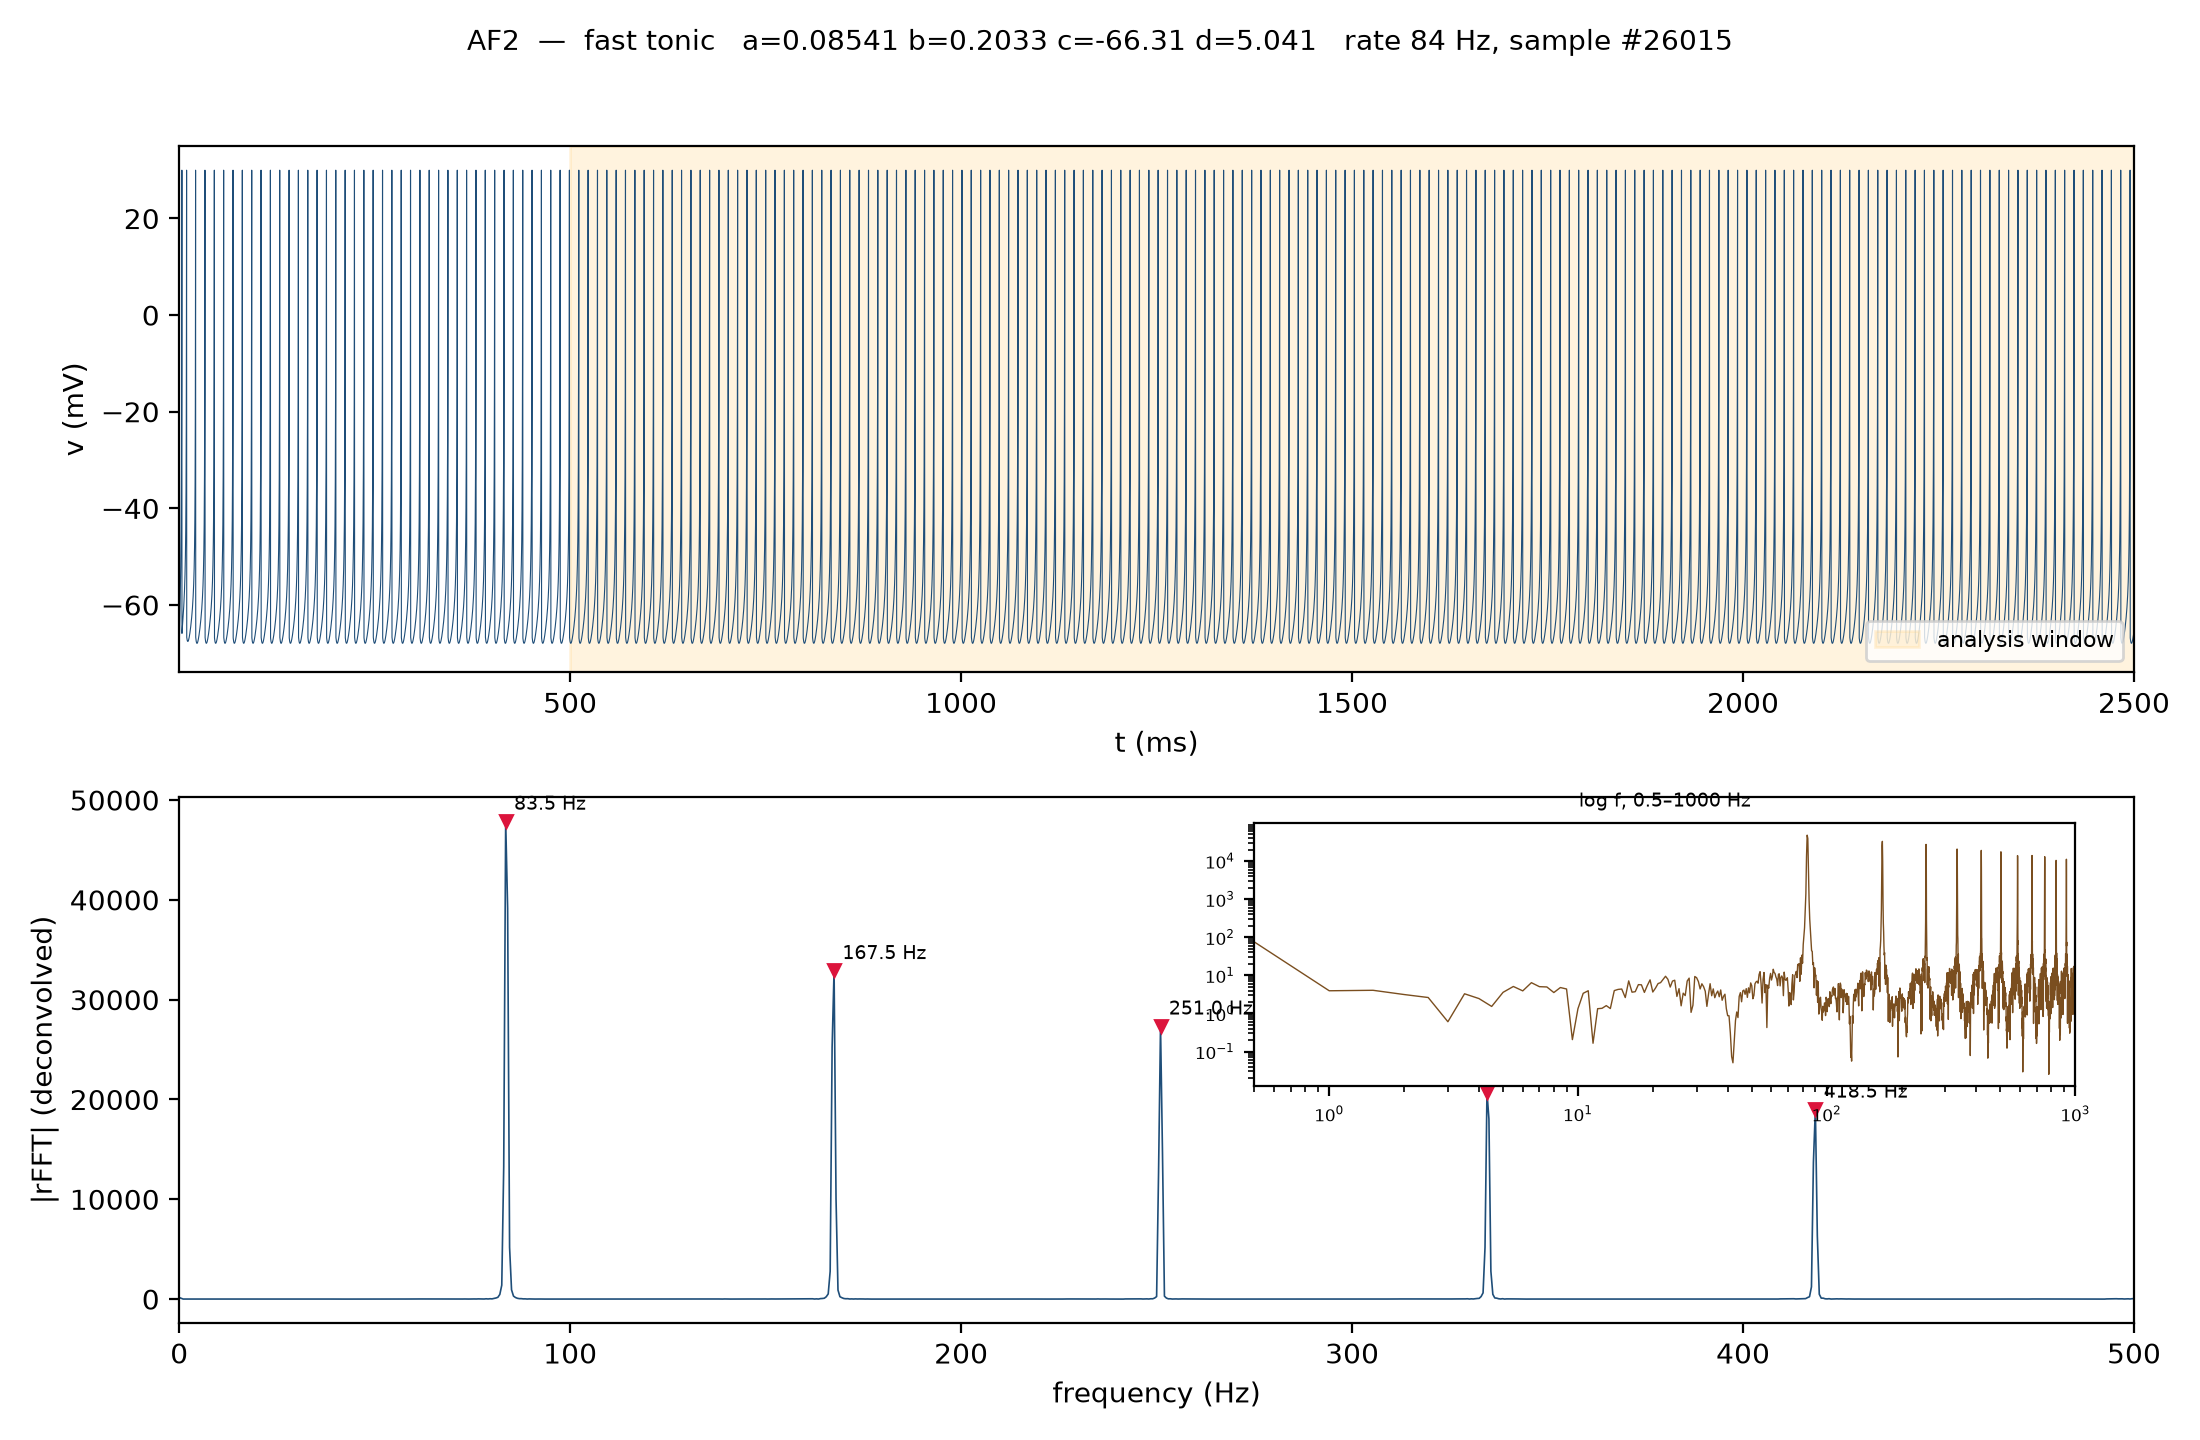 AF2 — fast tonic a=0.08541 b=0.2033 c=-66.31 d=5.041 rate 84 Hz, sample #26015
20
0
−20
−40
−60
v (mV)
analysis window
500
1000
1500
2000
2500
t (ms)
50000
40000
30000
20000
10000
0
|rFFT| (deconvolved)
83.5 Hz
167.5 Hz
251.0 Hz
418.5 Hz
log f, 0.5–1000 Hz
10⁴
10³
10²
10¹
10⁰
10⁻¹
10⁰
10¹
10²
10³
0
100
200
300
400
500
frequency (Hz)